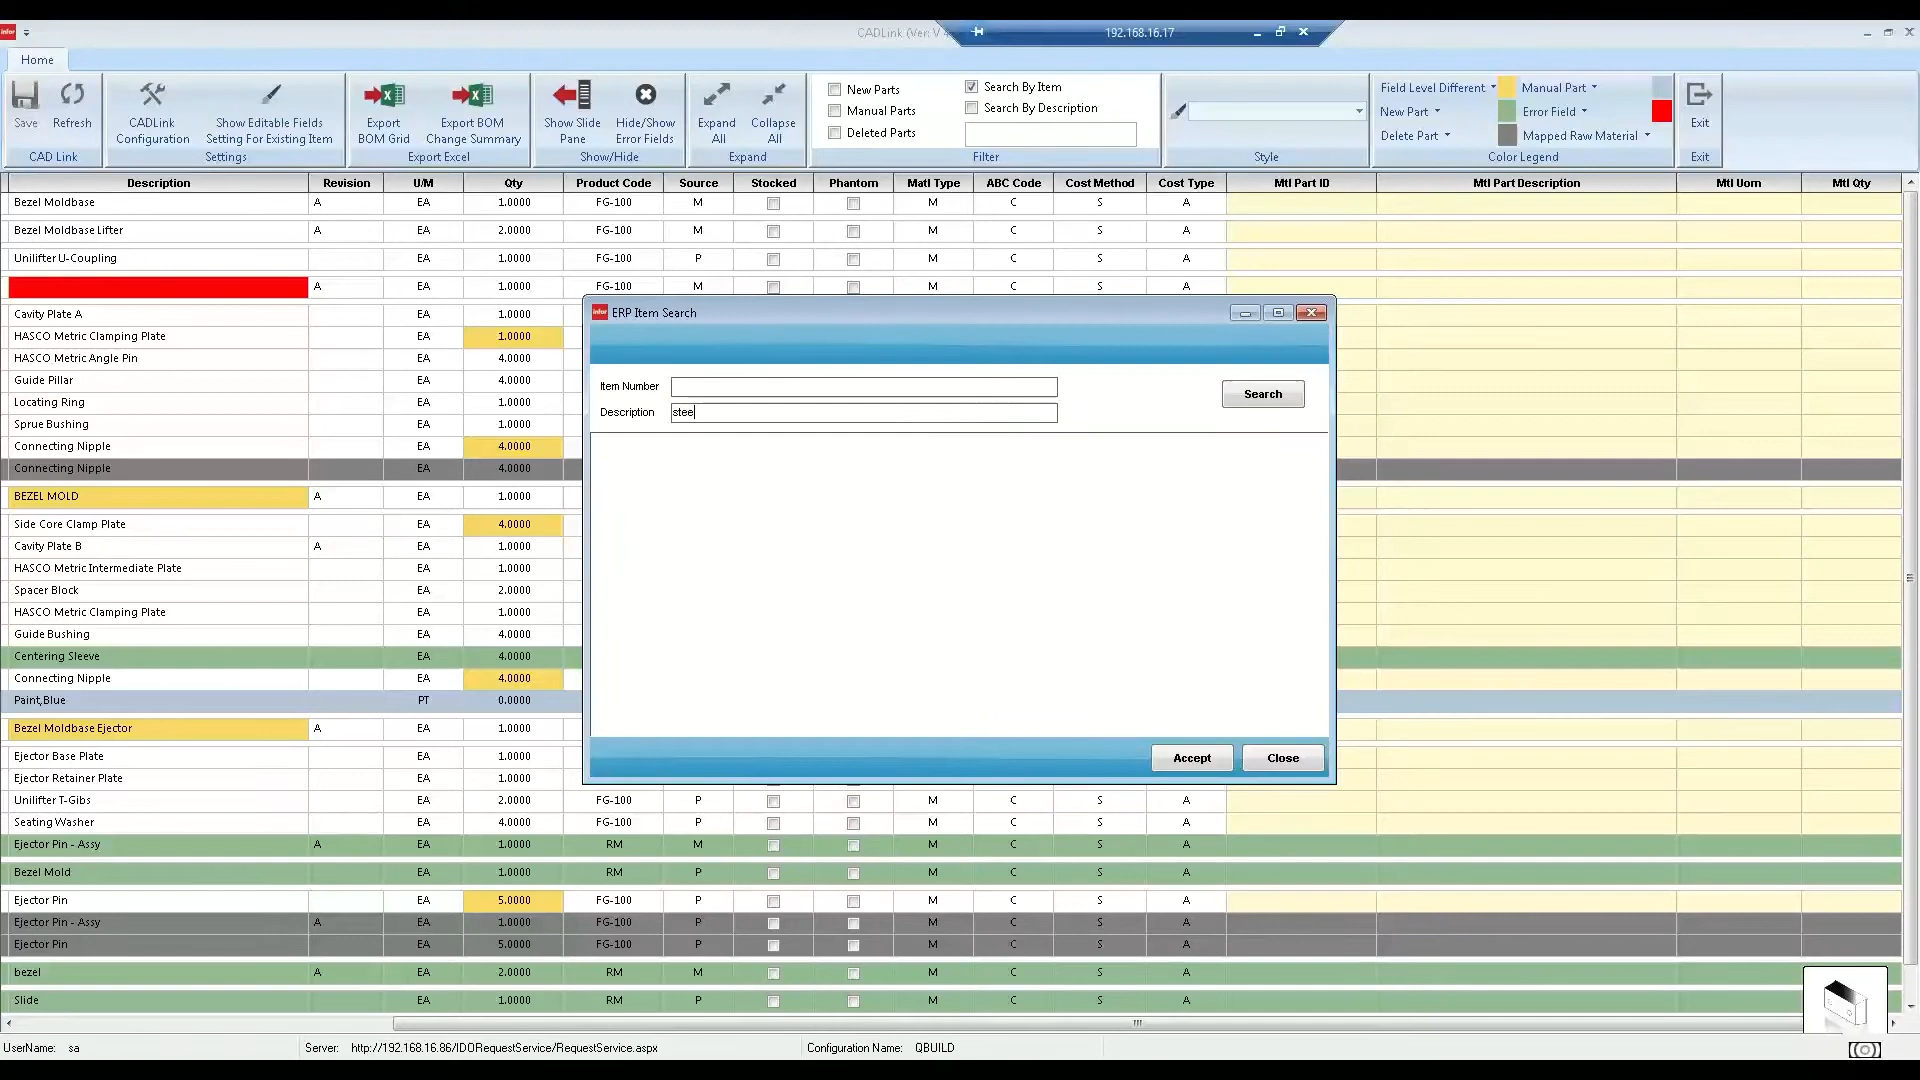 infor
CADLink (Ver: V 4
192.168.16.17
Home
Save
Refresh
CADLink
Configuration
Show Editable Fields
Setting For Existing Item
Export
BOM Grid
Export BOM
Change Summary
Show Slide
Pane
Hide/Show
Error Fields
Expand
All
Collapse
All
New Parts
Manual Parts
Deleted Parts
Search By Item
Search By Description
Field Level Different
Manual Part
New Part
Error Field
Delete Part
Mapped Raw Material
Exit
CAD Link
Settings
Export Excel
Show/Hide
Expand
Filter
Style
Color Legend
Exit
Description Revision U/M Qty Product Code Source Stocked Phantom Matl Type ABC Code Cost Method Cost Type Mtl Part ID Mtl Part Description Mtl Uom Mtl Qty
Bezel Moldbase A EA 1.0000 FG-100 M M C S A
Bezel Moldbase Lifter A EA 2.0000 FG-100 M M C S A
Unilifter U-Coupling EA 1.0000 FG-100 P M C S A
A EA 1.0000 FG-100 M M C S A
Cavity Plate A EA 1.0000
HASCO Metric Clamping Plate EA 1.0000
HASCO Metric Angle Pin EA 4.0000
Guide Pillar EA 4.0000
Locating Ring EA 1.0000
Sprue Bushing EA 1.0000
Connecting Nipple EA 4.0000
Connecting Nipple EA 4.0000
BEZEL MOLD A EA 1.0000
Side Core Clamp Plate EA 4.0000
Cavity Plate B A EA 1.0000
HASCO Metric Intermediate Plate EA 1.0000
Spacer Block EA 2.0000
HASCO Metric Clamping Plate EA 1.0000
Guide Bushing EA 4.0000
Centering Sleeve EA 4.0000
Connecting Nipple EA 4.0000
Paint,Blue PT 0.0000
Bezel Moldbase Ejector A EA 1.0000
Ejector Base Plate EA 1.0000
Ejector Retainer Plate EA 1.0000
Unilifter T-Gibs EA 2.0000 FG-100 P M C S A
Seating Washer EA 4.0000 FG-100 P M C S A
Ejector Pin - Assy A EA 1.0000 RM M M C S A
Bezel Mold EA 1.0000 RM P M C S A
Ejector Pin EA 5.0000 FG-100 P M C S A
Ejector Pin - Assy A EA 1.0000 FG-100 P M C S A
Ejector Pin EA 5.0000 FG-100 P M C S A
bezel A EA 2.0000 RM M M C S A
Slide EA 1.0000 RM P M C S A
infor ERP Item Search
Item Number
Search
Description stee
Accept
Close
UserName: sa Server: http://192.168.16.86/IDORequestService/RequestService.aspx Configuration Name: QBUILD